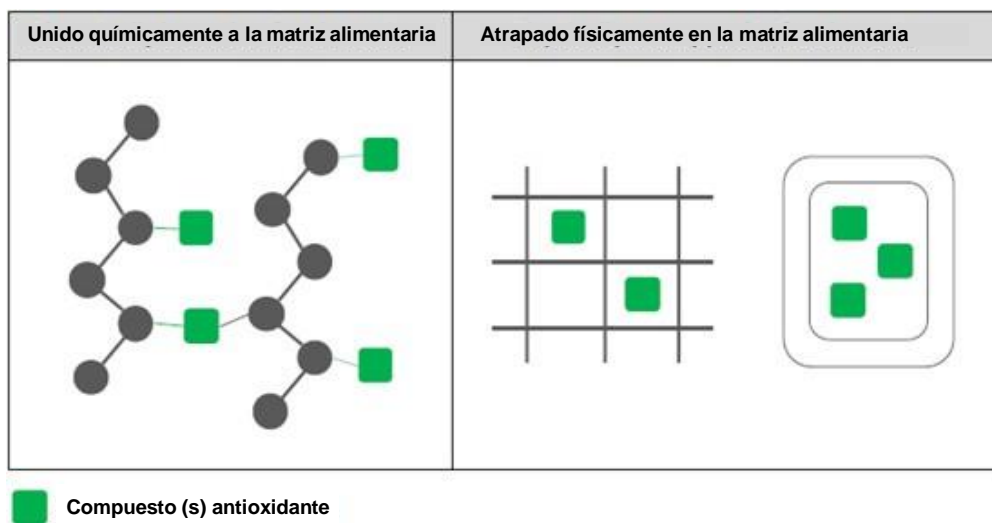 Unido químicamente a la matriz alimentaria
Atrapado físicamente en la matriz alimentaria
Compuesto (s) antioxidante